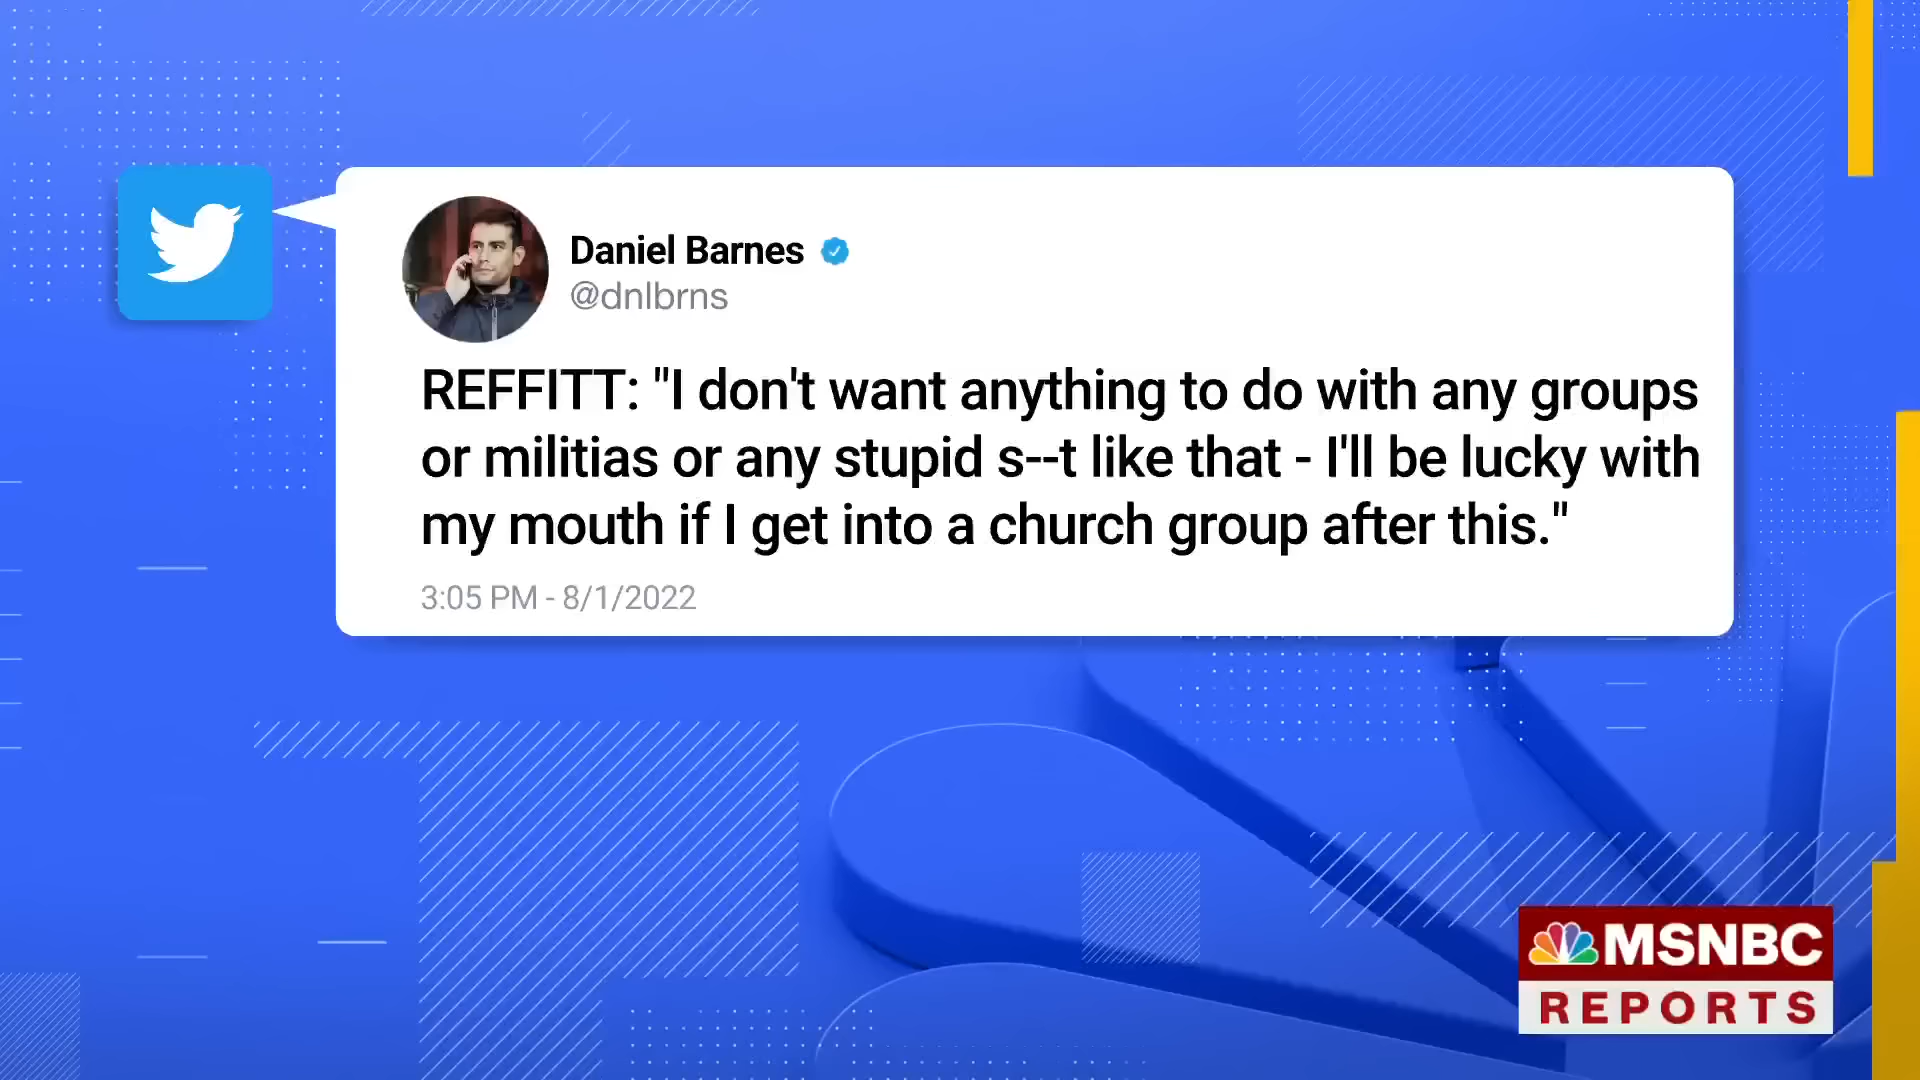 Daniel Barnes
@dnlbrns
REFFITT: "I don't want anything to do with any groups
or militias or any stupid s--t like that - I'll be lucky with
my mouth if I get into a church group after this."
3:05 PM - 8/1/2022
MSNBC
REPORTS